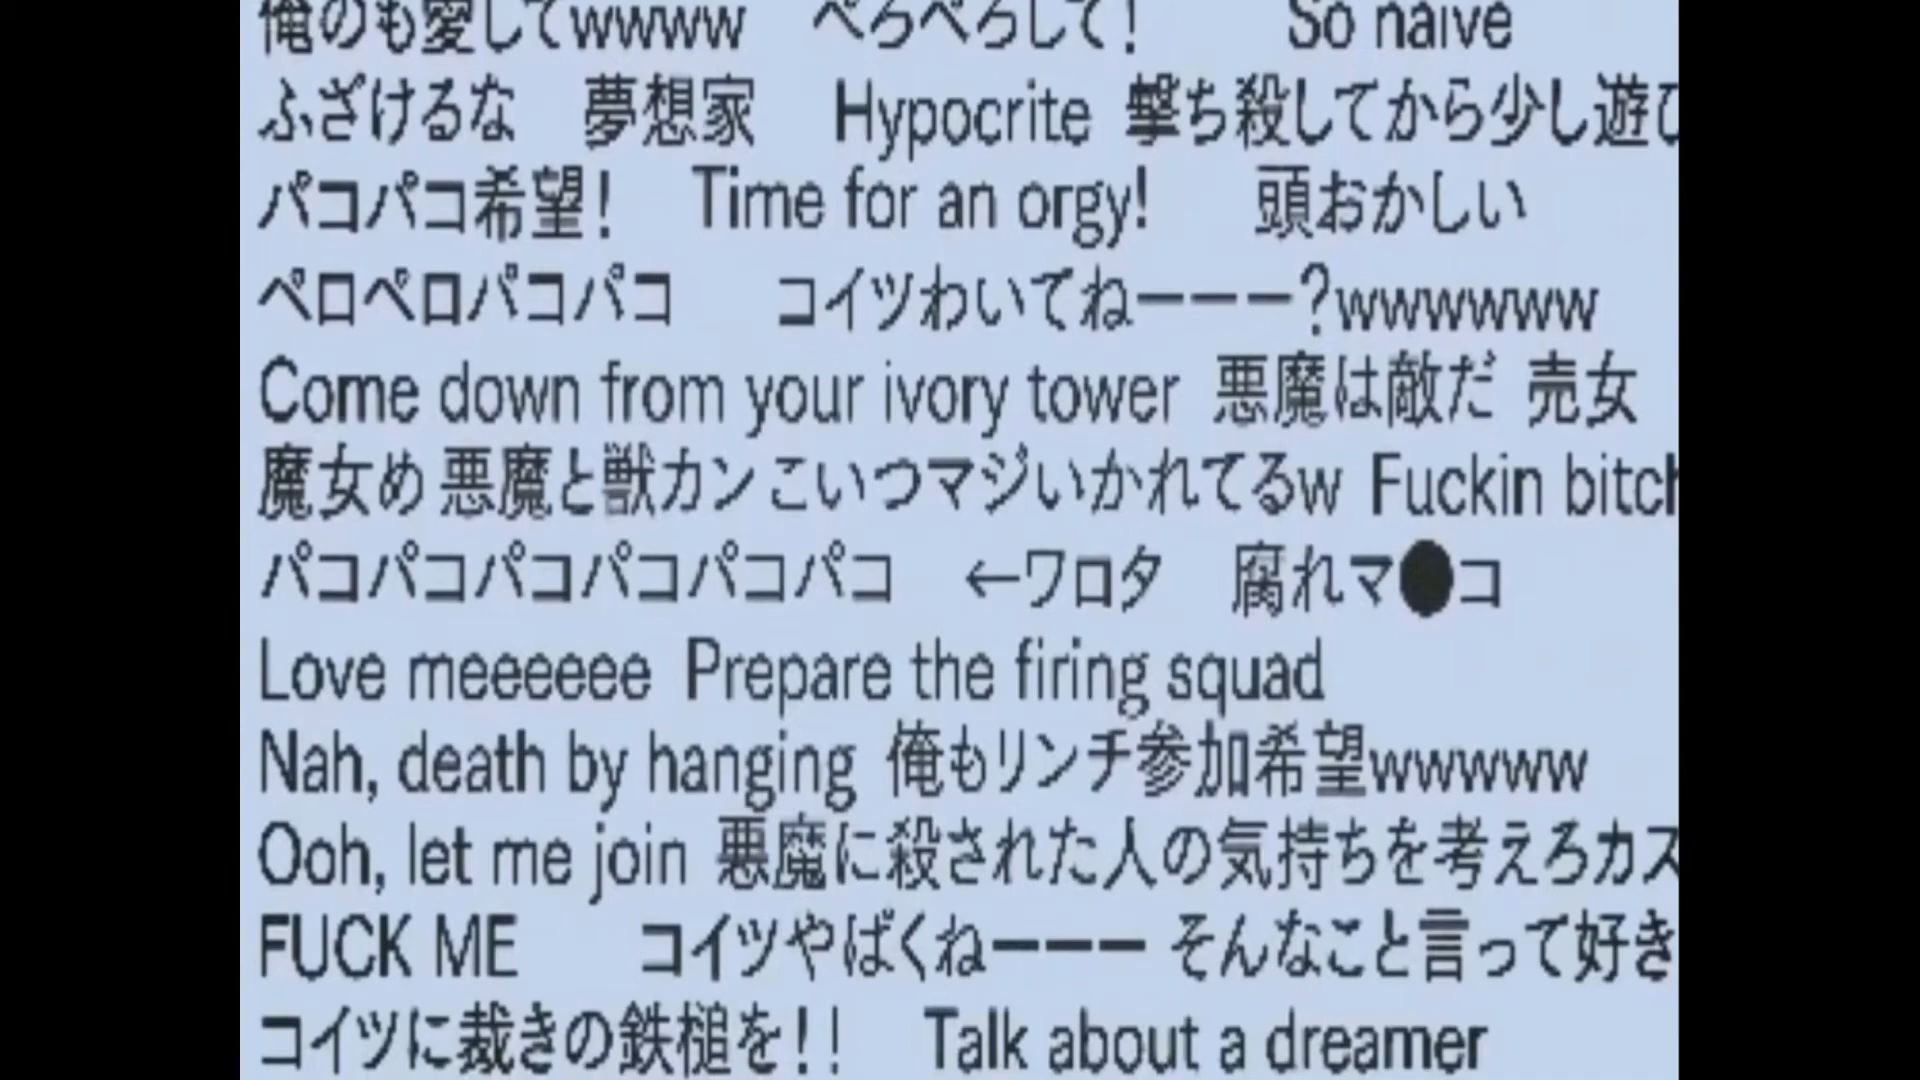 俺のも愛してwwww ぺろぺろして! So naive
ふざけるな 夢想家 Hypocrite 撃ち殺してから少し遊び
パコパコ希望! Time for an orgy! 頭おかしい
ペロペロパコパコ コイツわいてねーーー?wwwwww
Come down from your ivory tower 悪魔は敵だ 売女
魔女め 悪魔と獣カン こいつマジいかれてるw Fuckin bitch
パコパコパコパコパコパコ ←ワロタ 腐れマ●コ
Love meeeeee Prepare the firing squad
Nah, death by hanging 俺もリンチ参加希望wwwww
Ooh, let me join 悪魔に殺された人の気持ちを考えろカス
FUCK ME コイツやばくねーーー そんなこと言って好き
コイツに裁きの鉄槌を!! Talk about a dreamer